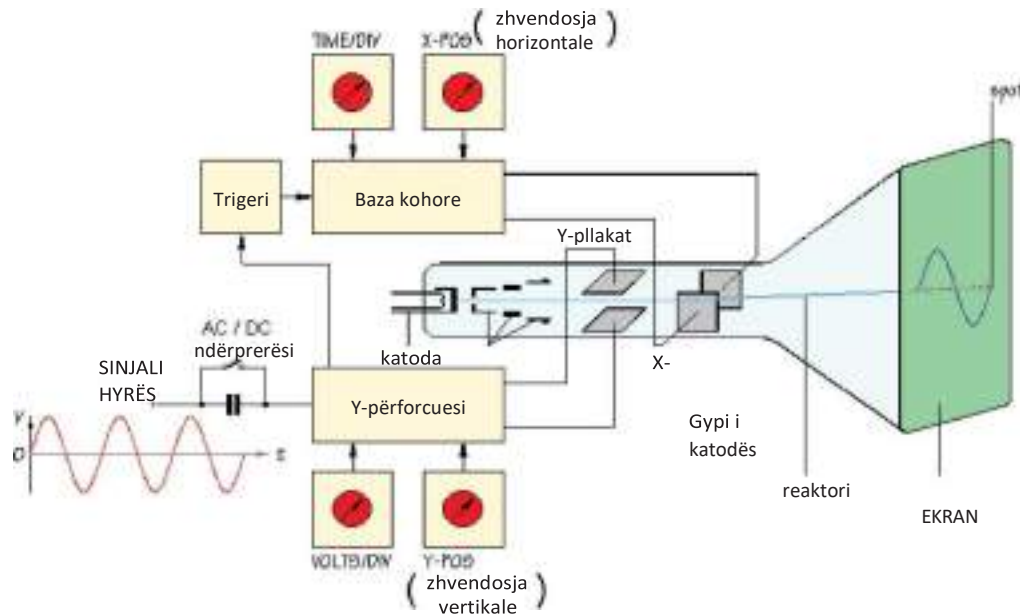 TIME/DIV
X-POS
( zhvendosja
horizontale )
spot
Trigeri
Baza kohore
Y-pllakat
AC / DC
ndërprerësi
katoda
X-
SINJALI
HYRËS
V
0
t
Y-përforcuesi
Gypi i
katodës
reaktori
EKRAN
VOLTS/DIV
Y-POS
( zhvendosja
vertikale )